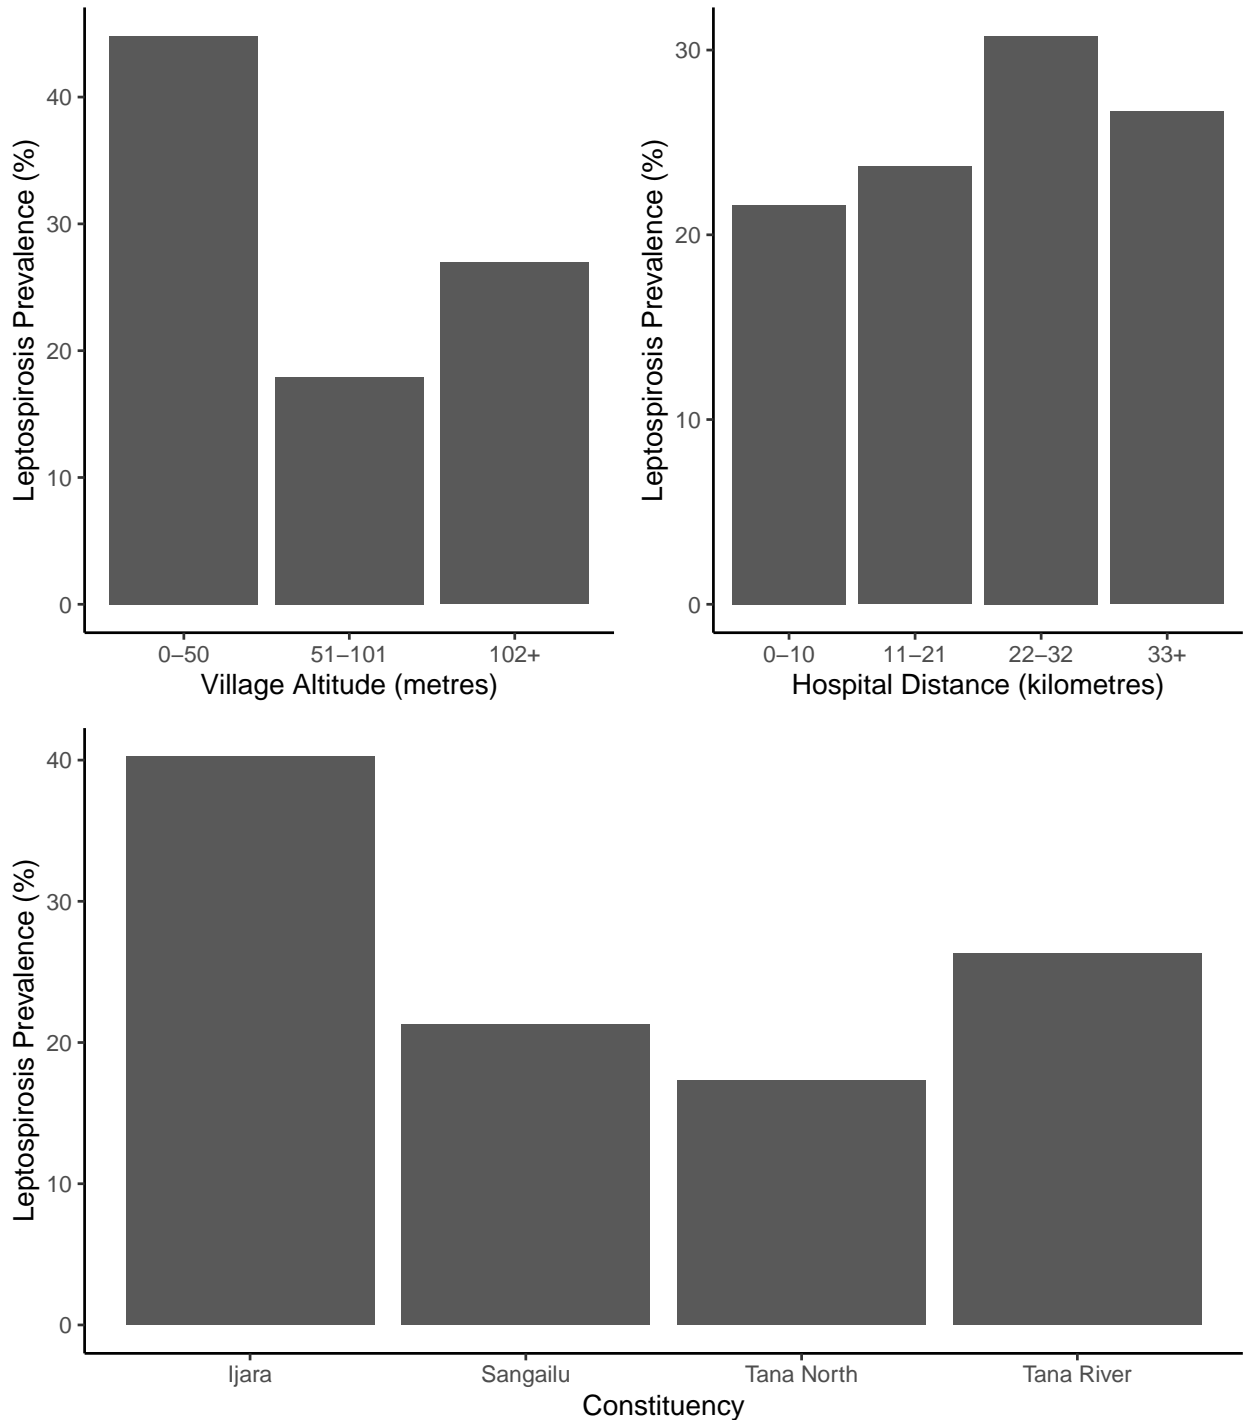 Leptospirosis Prevalence (%)
40
30
20
10
0
0–50 51–101 102+
Village Altitude (metres)
Leptospirosis Prevalence (%)
30
20
10
0
0–10 11–21 22–32 33+
Hospital Distance (kilometres)
Leptospirosis Prevalence (%)
40
30
20
10
0
Ijara Sangailu Tana North Tana River
Constituency